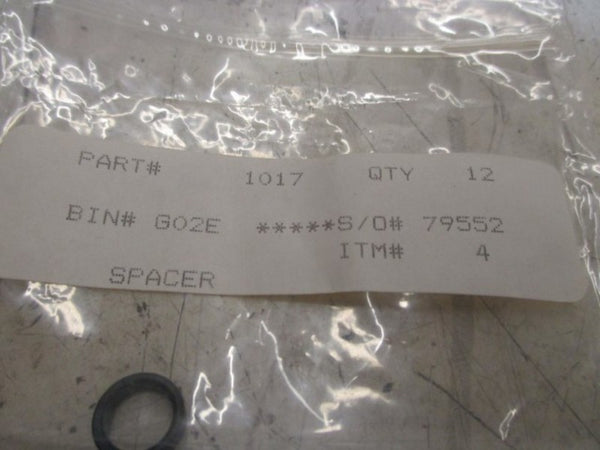 PART# 1017 QTY 12
BIN# G02E *****S/O# 79552
ITM# 4
SPACER